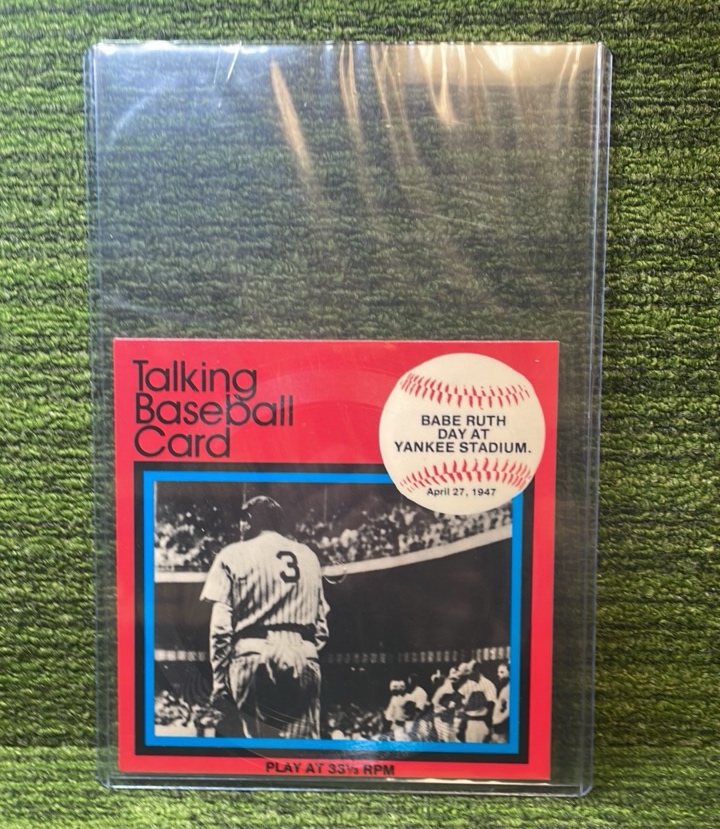 Talking
Baseball
Card
BABE RUTH
DAY AT
YANKEE STADIUM.
April 27, 1947
3
PLAY AT 33⅓ RPM